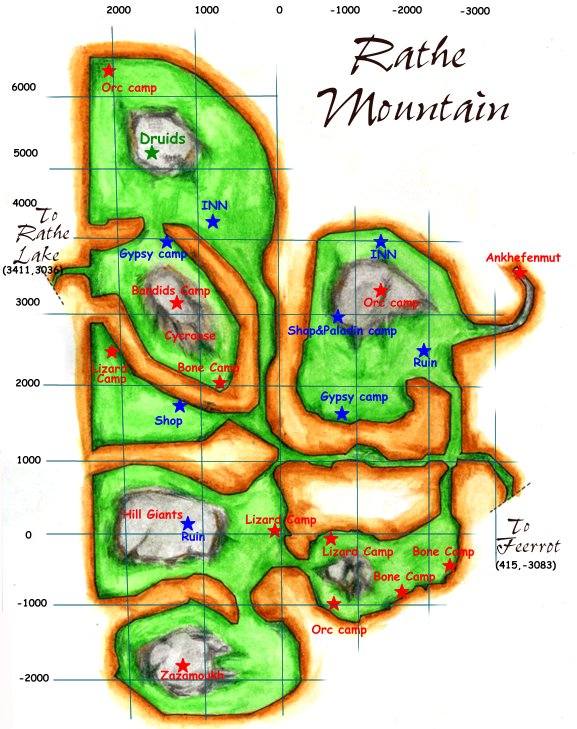 2000 1000 0 -1000 -2000 -3000
Rathe
Mountain
6000
Orc camp
5000
Druids
4000
INN
To
Rathe
Lake
(3411,3036)
Gypsy camp
INN
Ankhefenmut
Bandids Camp
Orc camp
3000
Shop&Paladin camp
Cycropse
Ruin
Lizard
Camp
Bone Camp
2000
Gypsy camp
Shop
1000
Hill Giants
Lizard Camp
Ruin
0
To
Feerrot
(415,-3083)
Lizard Camp
Bone Camp
Bone Camp
-1000
Orc camp
Zazamoukh
-2000